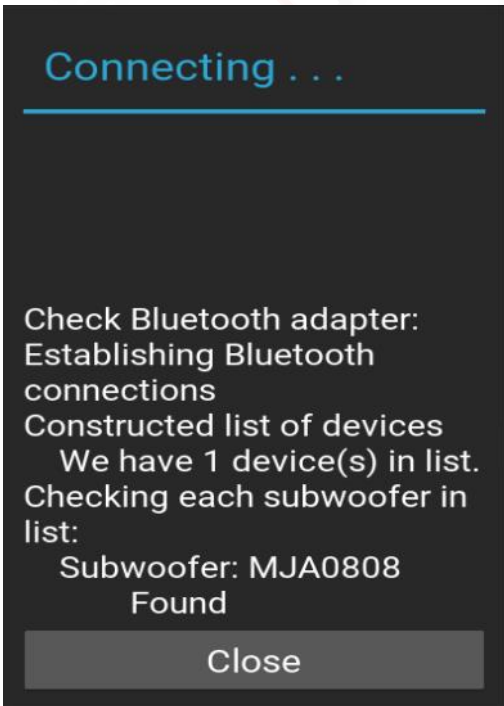 Connecting . . .
Check Bluetooth adapter:
Establishing Bluetooth
connections
Constructed list of devices
We have 1 device(s) in list.
Checking each subwoofer in
list:
Subwoofer: MJA0808
Found
Close